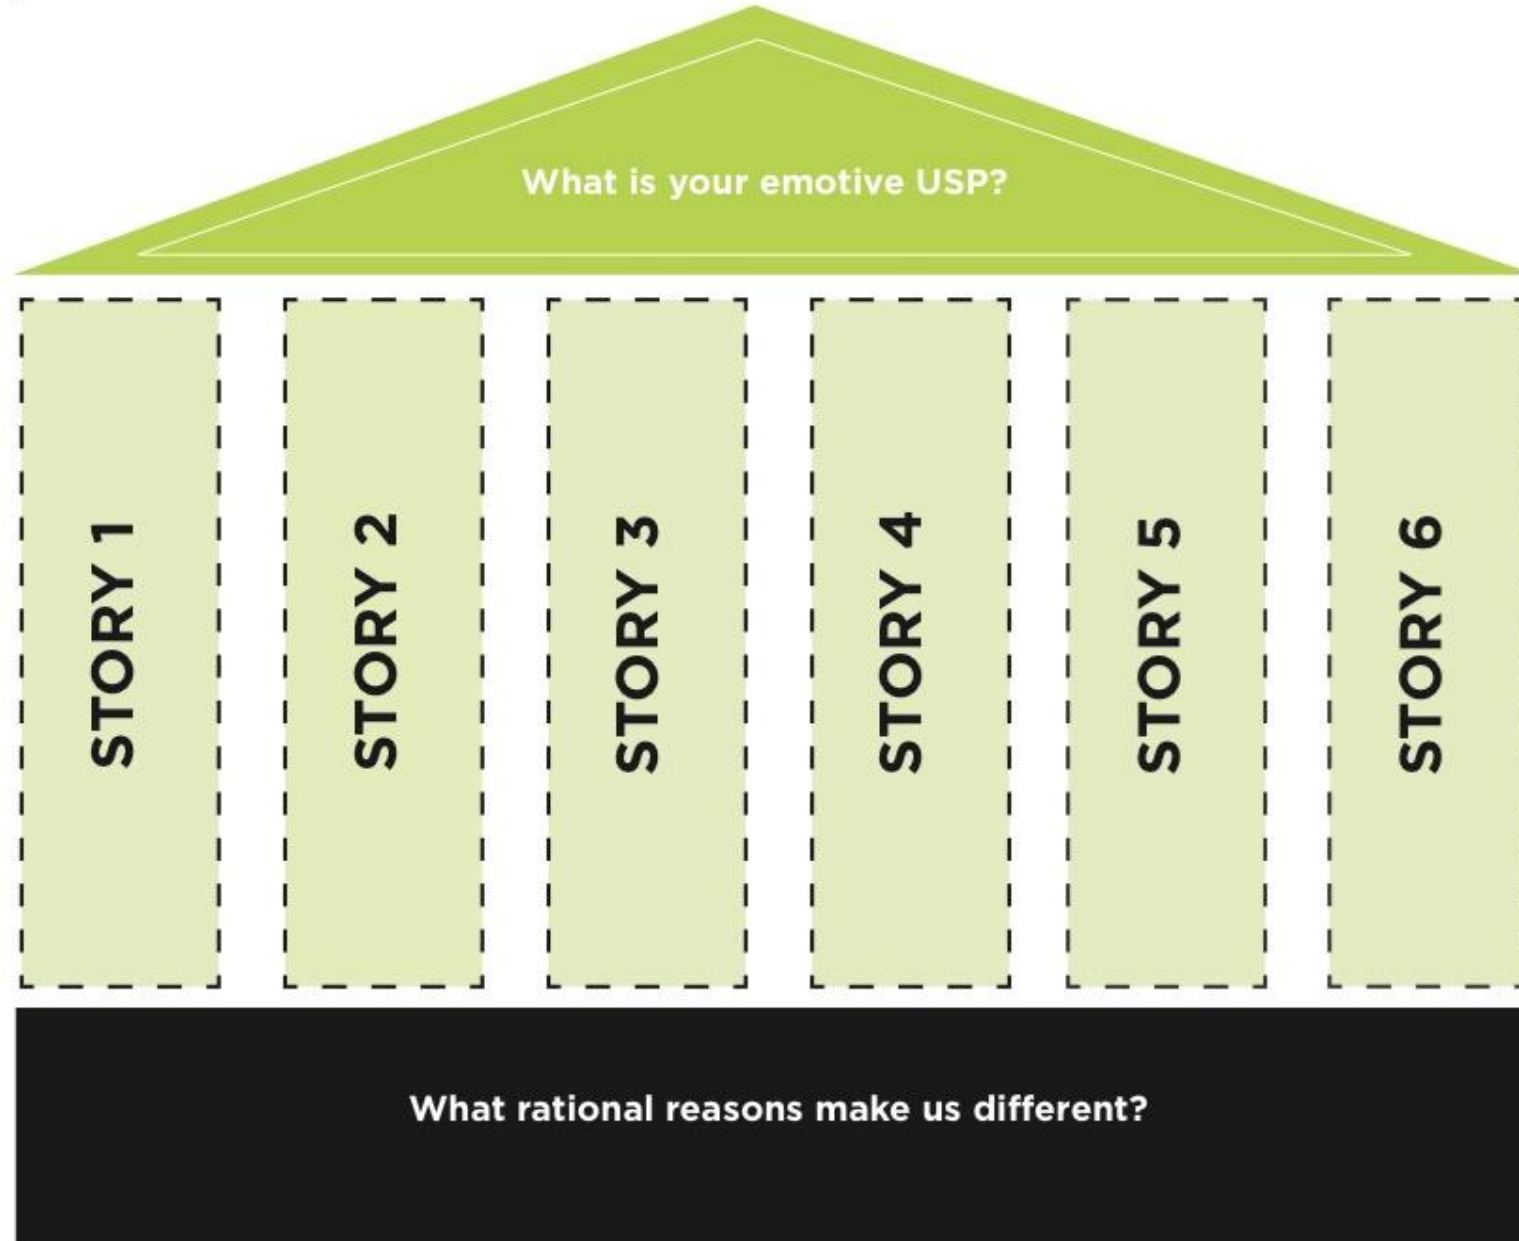 What is your emotive USP?
STORY 1
STORY 2
STORY 3
STORY 4
STORY 5
STORY 6
What rational reasons make us different?